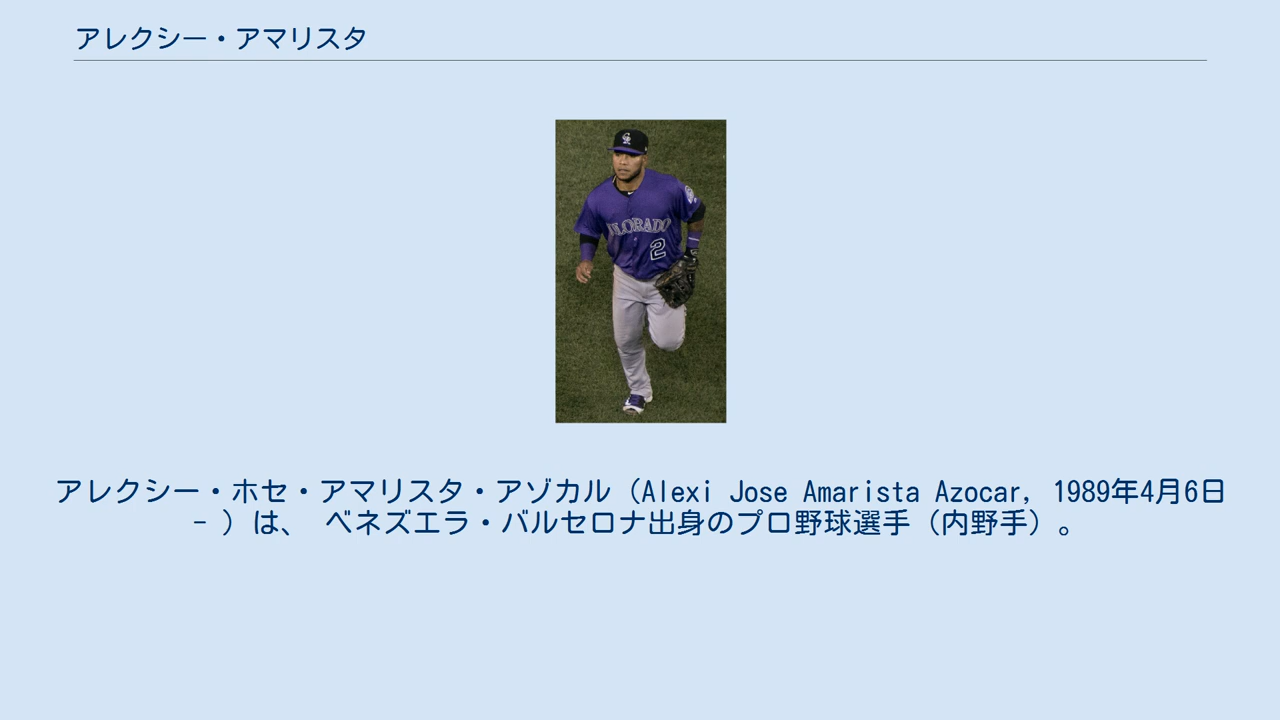 アレクシー・アマリスタ
COLORADO
2
アレクシー・ホセ・アマリスタ・アゾカル（Alexi Jose Amarista Azocar, 1989年4月6日
- ）は、 ベネズエラ・バルセロナ出身のプロ野球選手（内野手）。